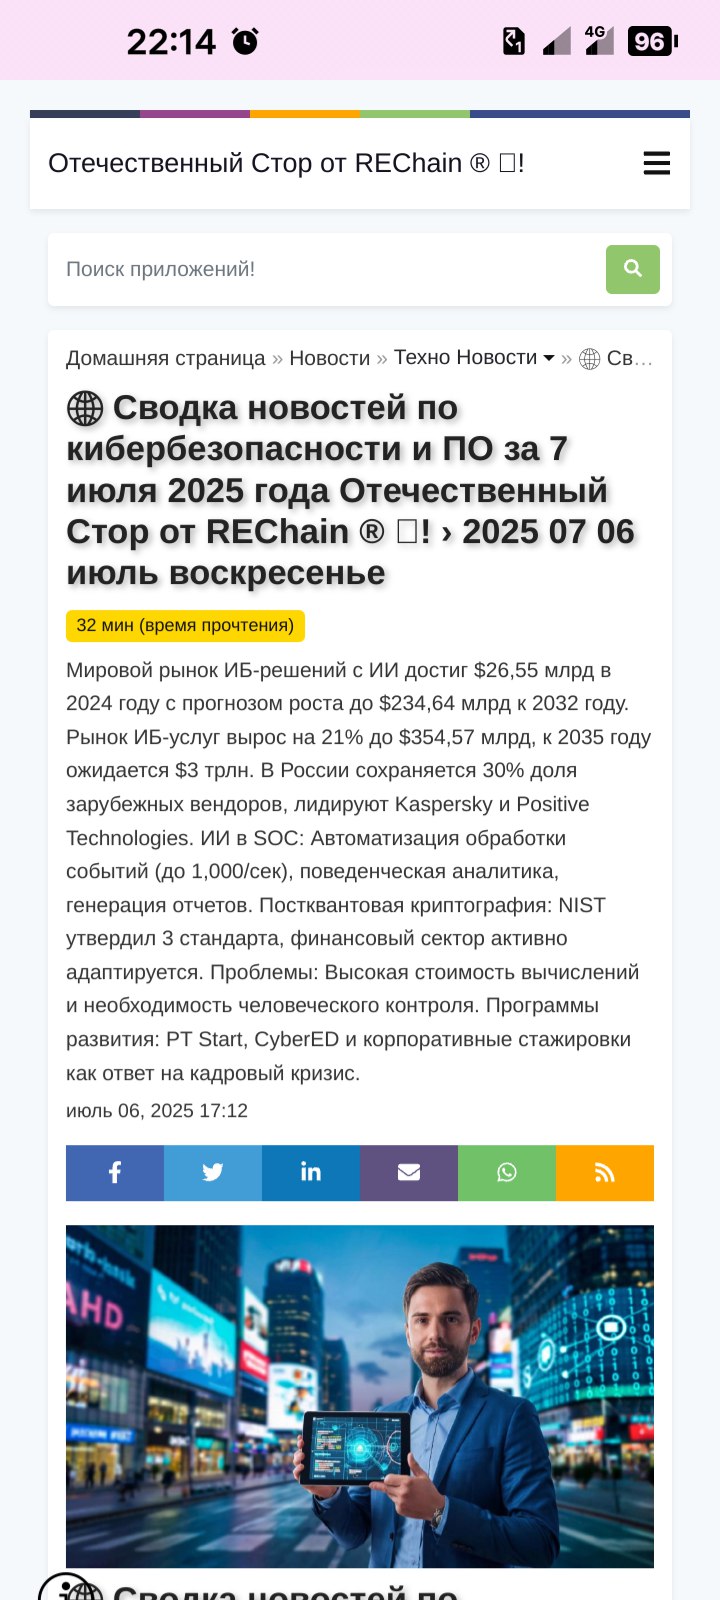 22:14
4G
96
Отечественный Стор от REChain ® !
Поиск приложений!
Домашняя страница » Новости » Техно Новости » Св...
Сводка новостей по
кибербезопасности и ПО за 7
июля 2025 года Отечественный
Стор от REChain ® ! › 2025 07 06
июль воскресенье
32 мин (время прочтения)
Мировой рынок ИБ-решений с ИИ достиг $26,55 млрд в
2024 году с прогнозом роста до $234,64 млрд к 2032 году.
Рынок ИБ-услуг вырос на 21% до $354,57 млрд, к 2035 году
ожидается $3 трлн. В России сохраняется 30% доля
зарубежных вендоров, лидируют Kaspersky и Positive
Technologies. ИИ в SOC: Автоматизация обработки
событий (до 1,000/сек), поведенческая аналитика,
генерация отчетов. Постквантовая криптография: NIST
утвердил 3 стандарта, финансовый сектор активно
адаптируется. Проблемы: Высокая стоимость вычислений
и необходимость человеческого контроля. Программы
развития: PT Start, CyberED и корпоративные стажировки
как ответ на кадровый кризис.
июль 06, 2025 17:12
AHD
Сводка новостей по